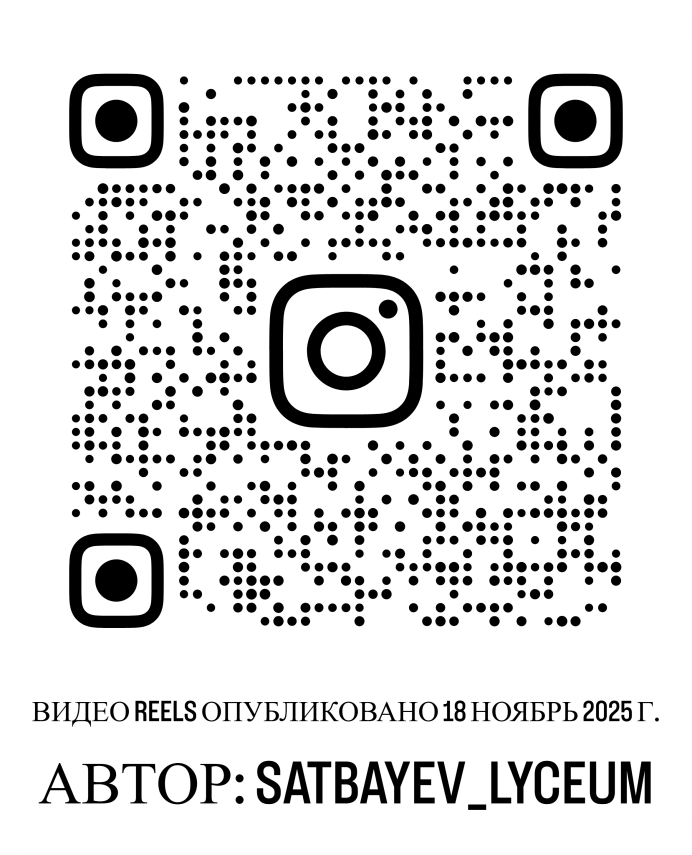 ВИДЕО REELS ОПУБЛИКОВАНО 18 НОЯБРЬ 2025 Г.
АВТОР: SATBAYEV_LYCEUM